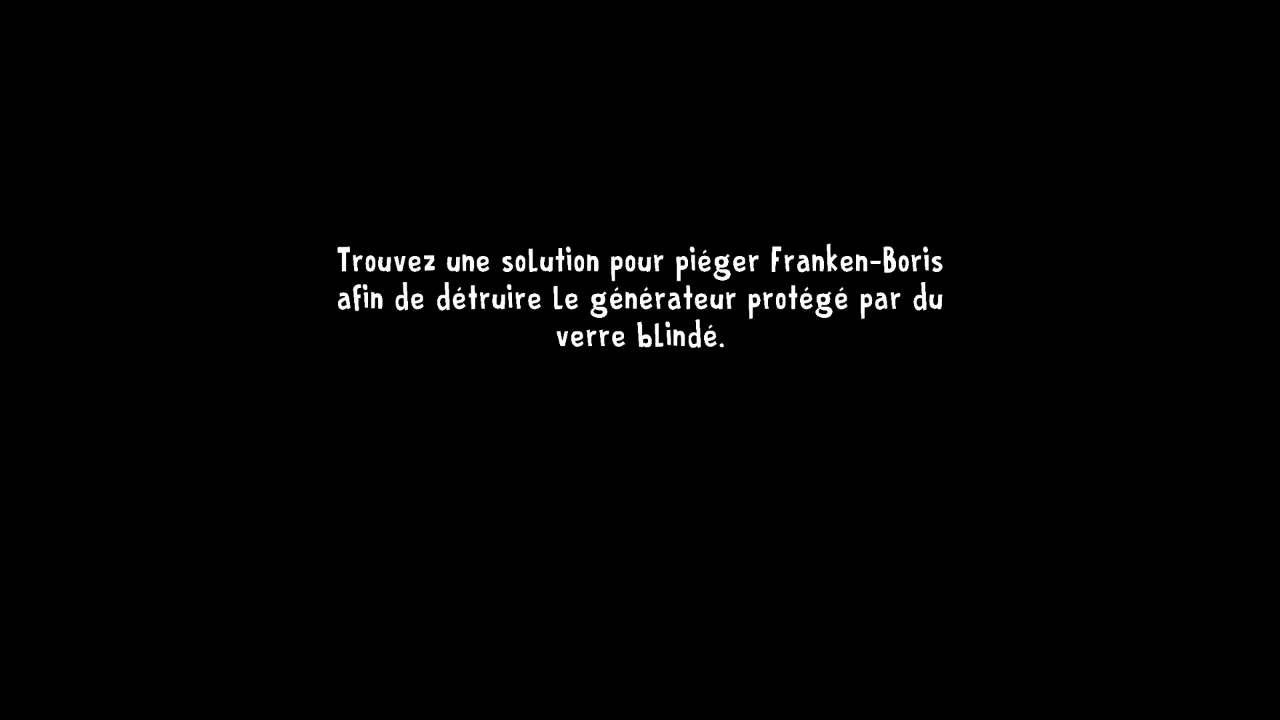 Trouvez une solution pour piéger Franken-Boris
afin de détruire le générateur protégé par du
verre blindé.